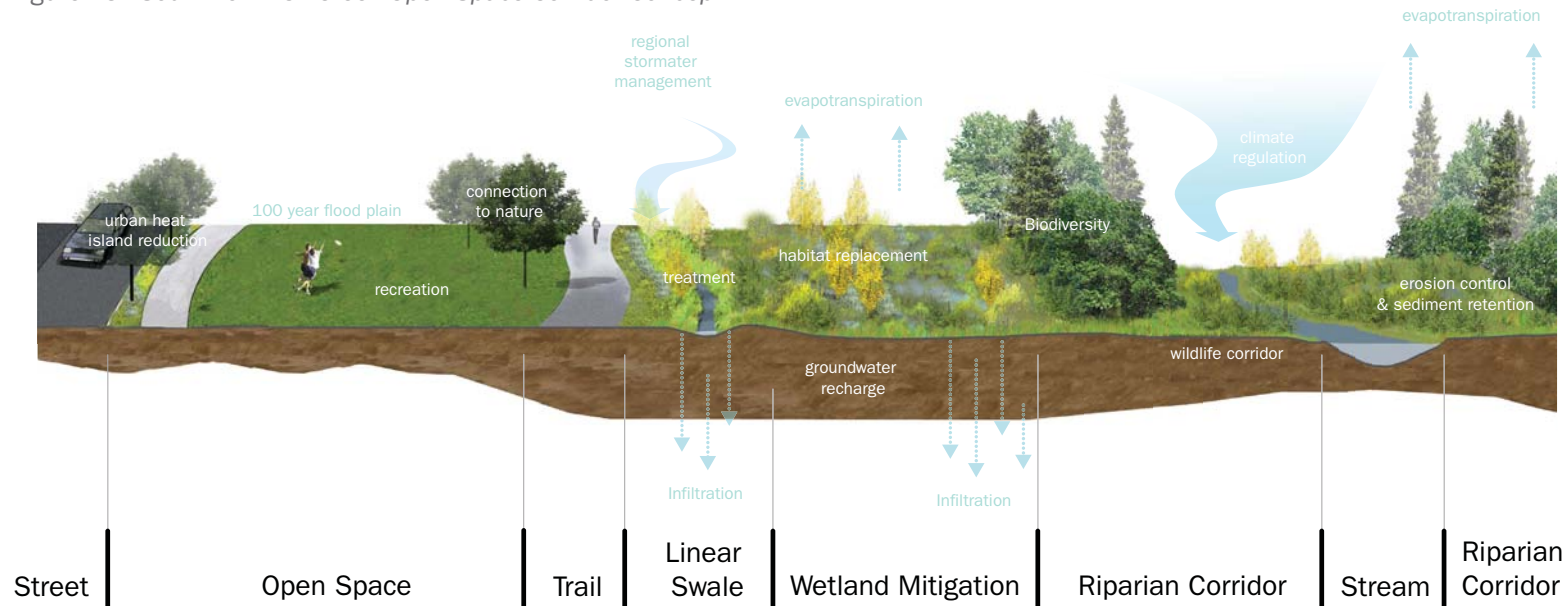 evapotranspiration
regional
stormater
management
evapotranspiration
climate
regulation
connection
to nature
100 year flood plain
urban heat
island reduction
Biodiversity
habitat replacement
treatment
recreation
erosion control
& sediment retention
wildlife corridor
groundwater
recharge
Infiltration
Infiltration
Street
Open Space
Trail
Linear
Swale
Wetland Mitigation
Riparian Corridor
Stream
Riparian
Corridor